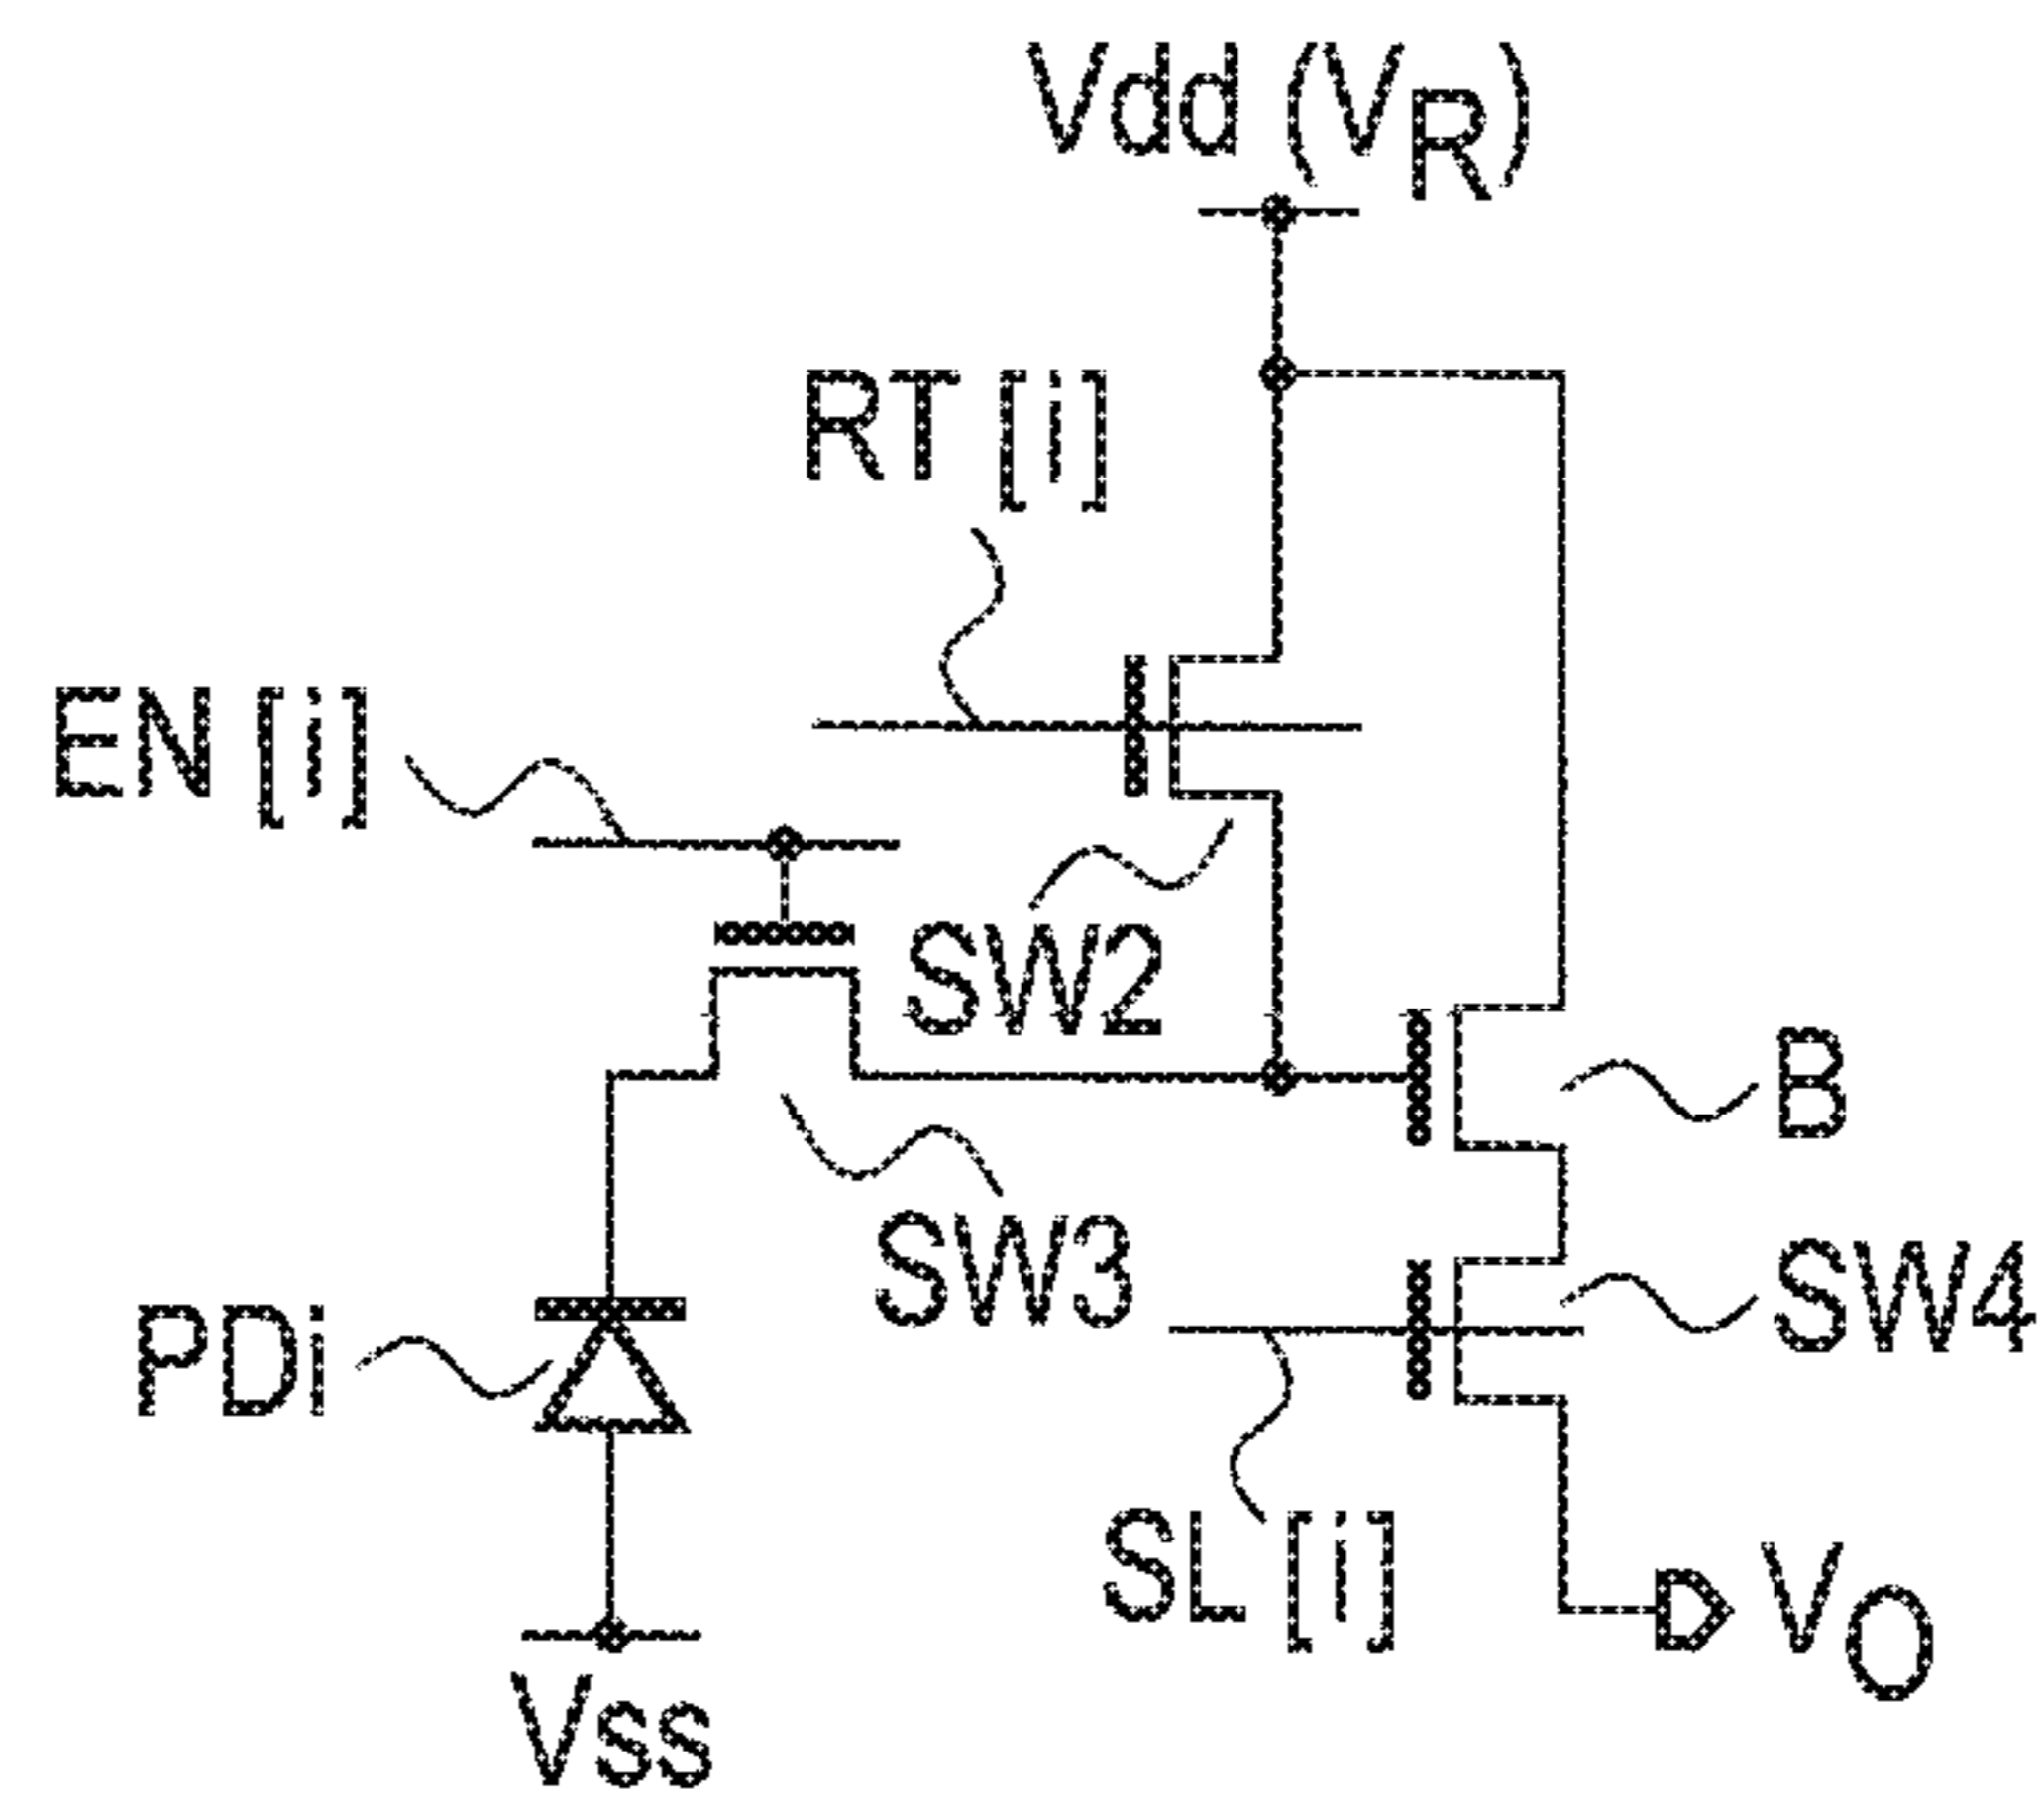 Vdd (VR)
RT [i]
EN [i]
SW2
B
SW3
SW4
PDi
SL [i]
VO
Vss